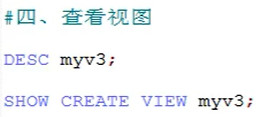 #四、查看视图
DESC myv3;
SHOW CREATE VIEW myv3;